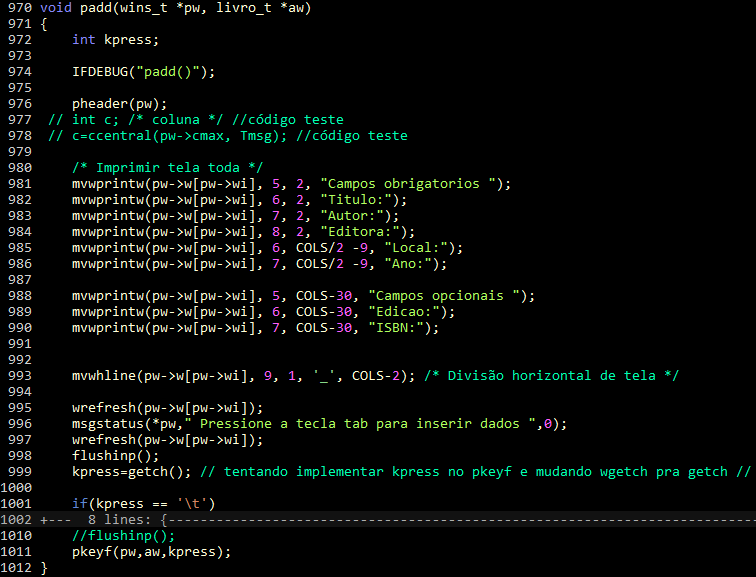 970 void padd(wins_t *pw, livro_t *aw)
971 {
972     int kpress;
973
974     IFDEBUG("padd()");
975
976     pheader(pw);
977  // int c; /* coluna */ //código teste
978  // c=ccentral(pw->cmax, Tmsg); //código teste
979
980     /* Imprimir tela toda */
981     mvwprintw(pw->w[pw->wi], 5, 2, "Campos obrigatorios ");
982     mvwprintw(pw->w[pw->wi], 6, 2, "Titulo:");
983     mvwprintw(pw->w[pw->wi], 7, 2, "Autor:");
984     mvwprintw(pw->w[pw->wi], 8, 2, "Editora:");
985     mvwprintw(pw->w[pw->wi], 6, COLS/2 -9, "Local:");
986     mvwprintw(pw->w[pw->wi], 7, COLS/2 -9, "Ano:");
987
988     mvwprintw(pw->w[pw->wi], 5, COLS-30, "Campos opcionais ");
989     mvwprintw(pw->w[pw->wi], 6, COLS-30, "Edicao:");
990     mvwprintw(pw->w[pw->wi], 7, COLS-30, "ISBN:");
991
992
993     mvwhline(pw->w[pw->wi], 9, 1, '_', COLS-2); /* Divisão horizontal de tela */
994
995     wrefresh(pw->w[pw->wi]);
996     msgstatus(*pw," Pressione a tecla tab para inserir dados ",0);
997     wrefresh(pw->w[pw->wi]);
998     flushinp();
999     kpress=getch(); // tentando implementar kpress no pkeyf e mudando wgetch pra getch //
1000
1001     if(kpress == '\t')
1002 +---  8 lines: {--------------------------------------------------------------------------
1010     //flushinp();
1011     pkeyf(pw,aw,kpress);
1012 }